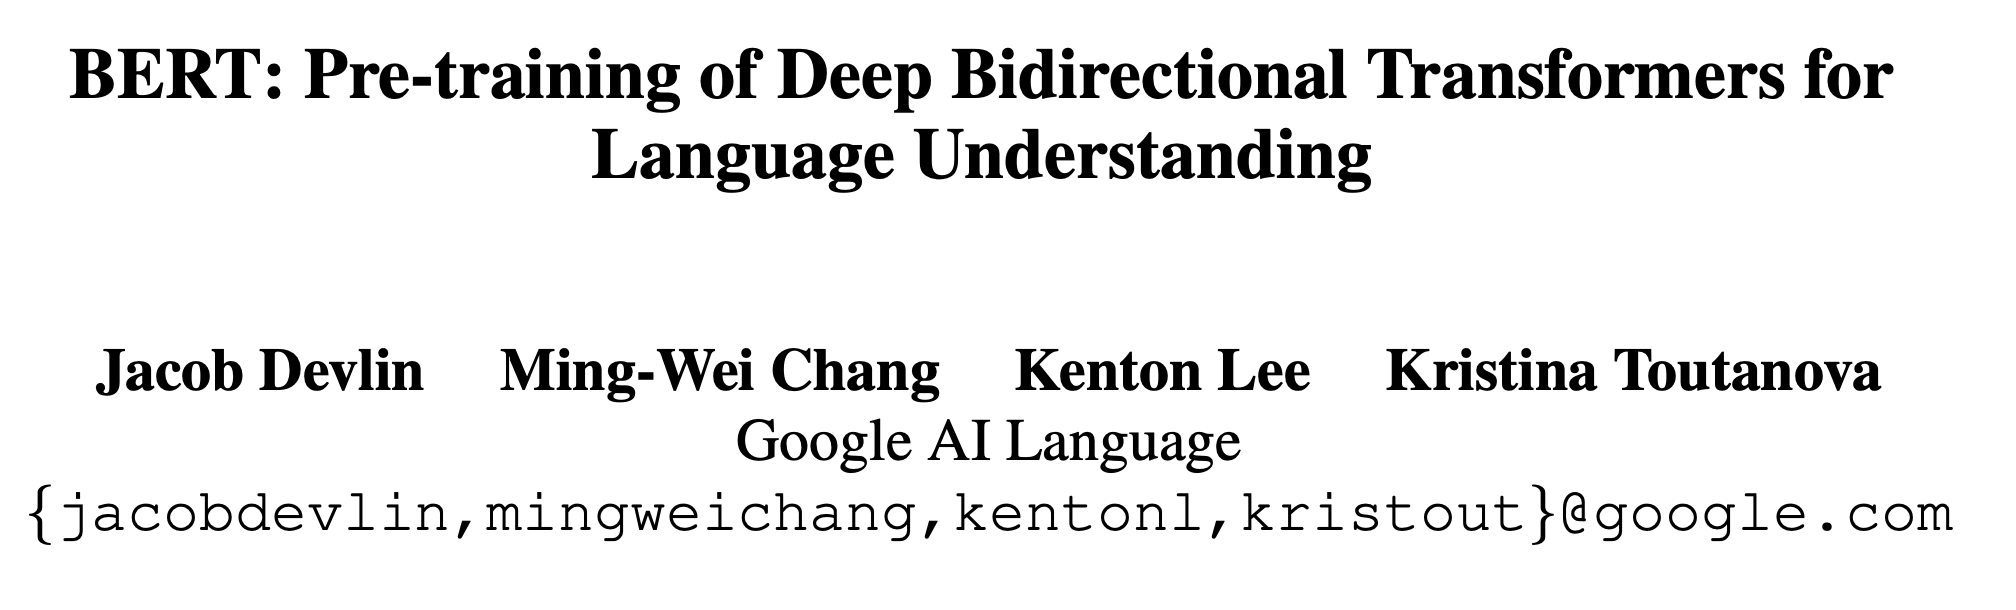 BERT: Pre-training of Deep Bidirectional Transformers for
Language Understanding
Jacob Devlin Ming-Wei Chang Kenton Lee Kristina Toutanova
Google AI Language
{jacobdevlin,mingweichang,kentonl,kristout}@google.com